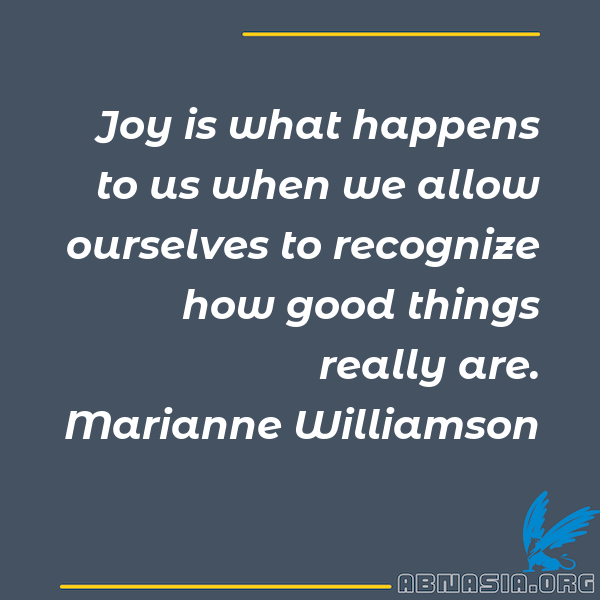 Joy is what happens
to us when we allow
ourselves to recognize
how good things
really are.
Marianne Williamson
ABNASIA.ORG